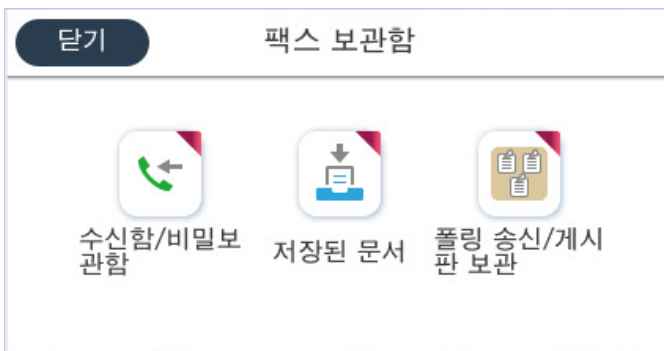 닫기
팩스 보관함
수신함/비밀보
관함
저장된 문서
폴링 송신/게시
판 보관